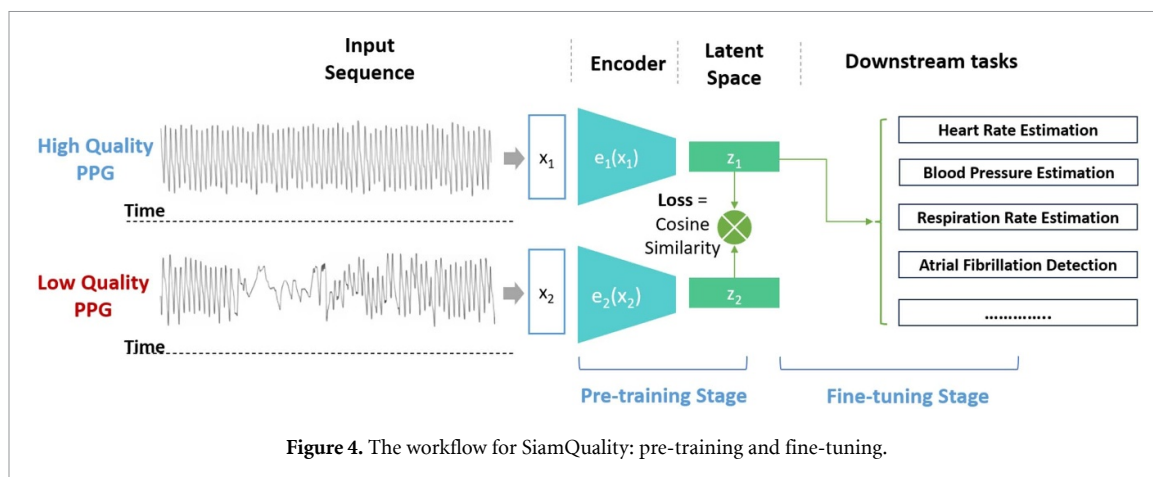 Input
Sequence
Encoder
Latent
Space
Downstream tasks
High Quality
PPG
Time
x₁
e₁(x₁)
z₁
Loss =
Cosine
Similarity
Low Quality
PPG
Time
x₂
e₂(x₂)
z₂
Heart Rate Estimation
Blood Pressure Estimation
Respiration Rate Estimation
Atrial Fibrillation Detection
…………..
Pre-training Stage
Fine-tuning Stage
Figure 4. The workflow for SiamQuality: pre-training and fine-tuning.